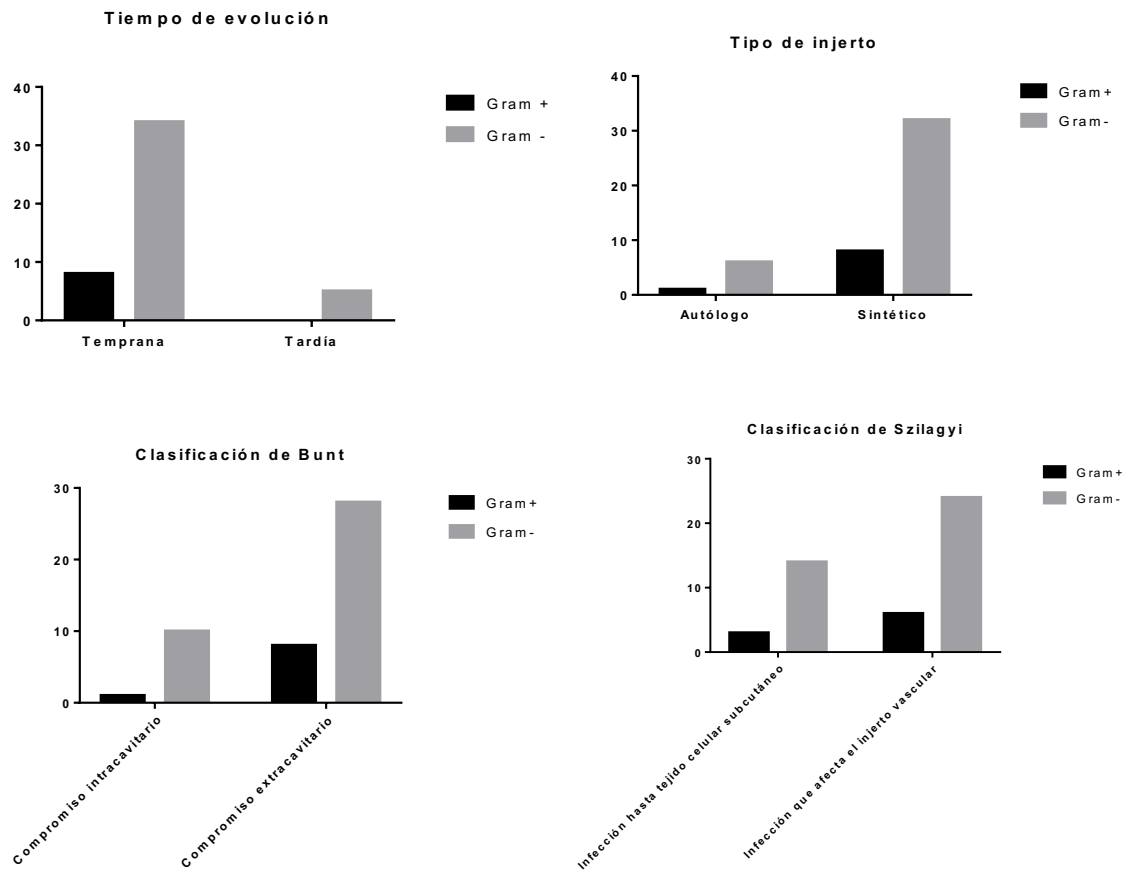 Tiempo de evolución
40
30
20
10
0
Temprana
Tardía
Gram +
Gram -
Tipo de injerto
40
30
20
10
0
Autólogo
Sintético
Gram+
Gram-
Clasificación de Bunt
30
20
10
0
Compromiso intracavitario
Compromiso extracavitario
Gram+
Gram-
Clasificación de Szilagyi
30
20
10
0
Infección hasta tejido celular subcutáneo
Infección que afecta el injerto vascular
Gram+
Gram-